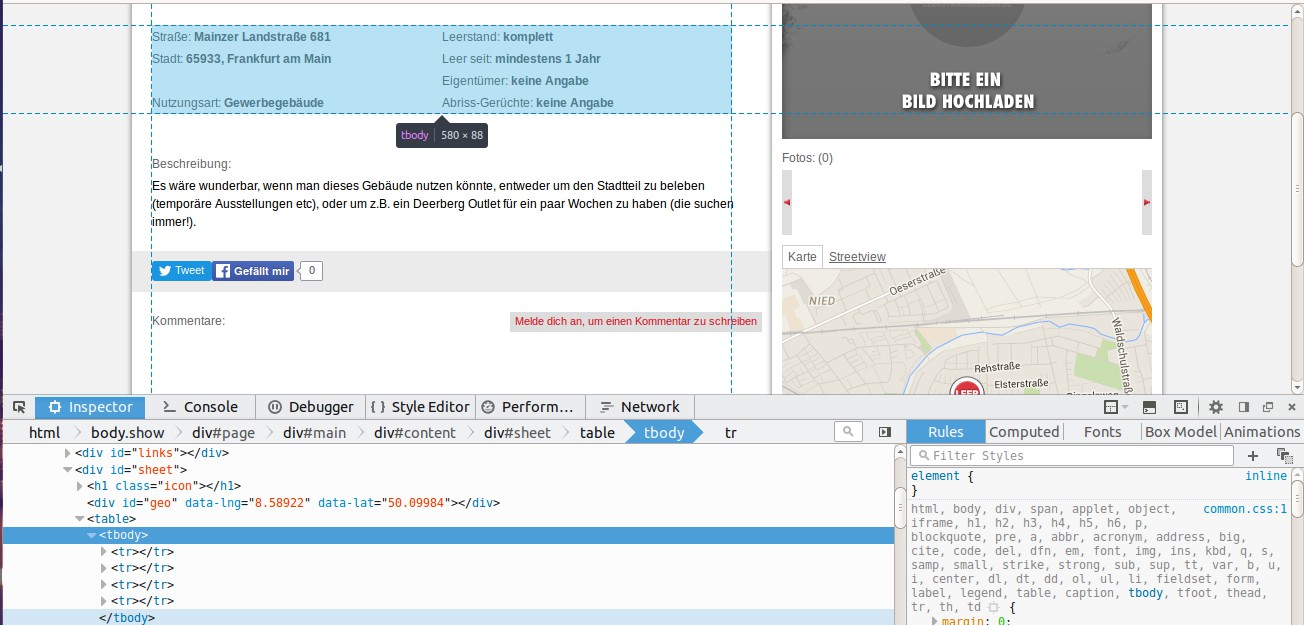 Straße: Mainzer Landstraße 681 Leerstand: komplett
Stadt: 65933, Frankfurt am Main Leer seit: mindestens 1 Jahr
Eigentümer: keine Angabe
Nutzungsart: Gewerbegebäude Abriss-Gerüchte: keine Angabe
tbody 580 × 88
Beschreibung:
Es wäre wunderbar, wenn man dieses Gebäude nutzen könnte, entweder um den Stadtteil zu beleben
(temporäre Ausstellungen etc), oder um z.B. ein Deerberg Outlet für ein paar Wochen zu haben (die suchen
immer!).
Tweet Gefällt mir 0
Kommentare: Melde dich an, um einen Kommentar zu schreiben
BITTE EIN
BILD HOCHLADEN
Fotos: (0)
Karte Streetview
Oeserstraße
NIED
Waldschulstraß
Rehstraße
Elsterstraße
LEER
Inspector Console Debugger { } Style Editor Perform... Network
html body.show div#page div#main div#content div#sheet table tbody tr
<div id="links"></div>
<div id="sheet">
<h1 class="icon"></h1>
<div id="geo" data-lng="8.58922" data-lat="50.09984"></div>
<table>
<tbody>
<tr></tr>
<tr></tr>
<tr></tr>
<tr></tr>
</tbody>
Rules Computed Fonts Box Model Animations
Filter Styles +
element { inline
}
html, body, div, span, applet, object, common.css:1
iframe, h1, h2, h3, h4, h5, h6, p,
blockquote, pre, a, abbr, acronym, address, big,
cite, code, del, dfn, em, font, img, ins, kbd, q, s,
samp, small, strike, strong, sub, sup, tt, var, b, u,
i, center, dl, dt, dd, ol, ul, li, fieldset, form,
label, legend, table, caption, tbody, tfoot, thead,
tr, th, td {
margin: 0;